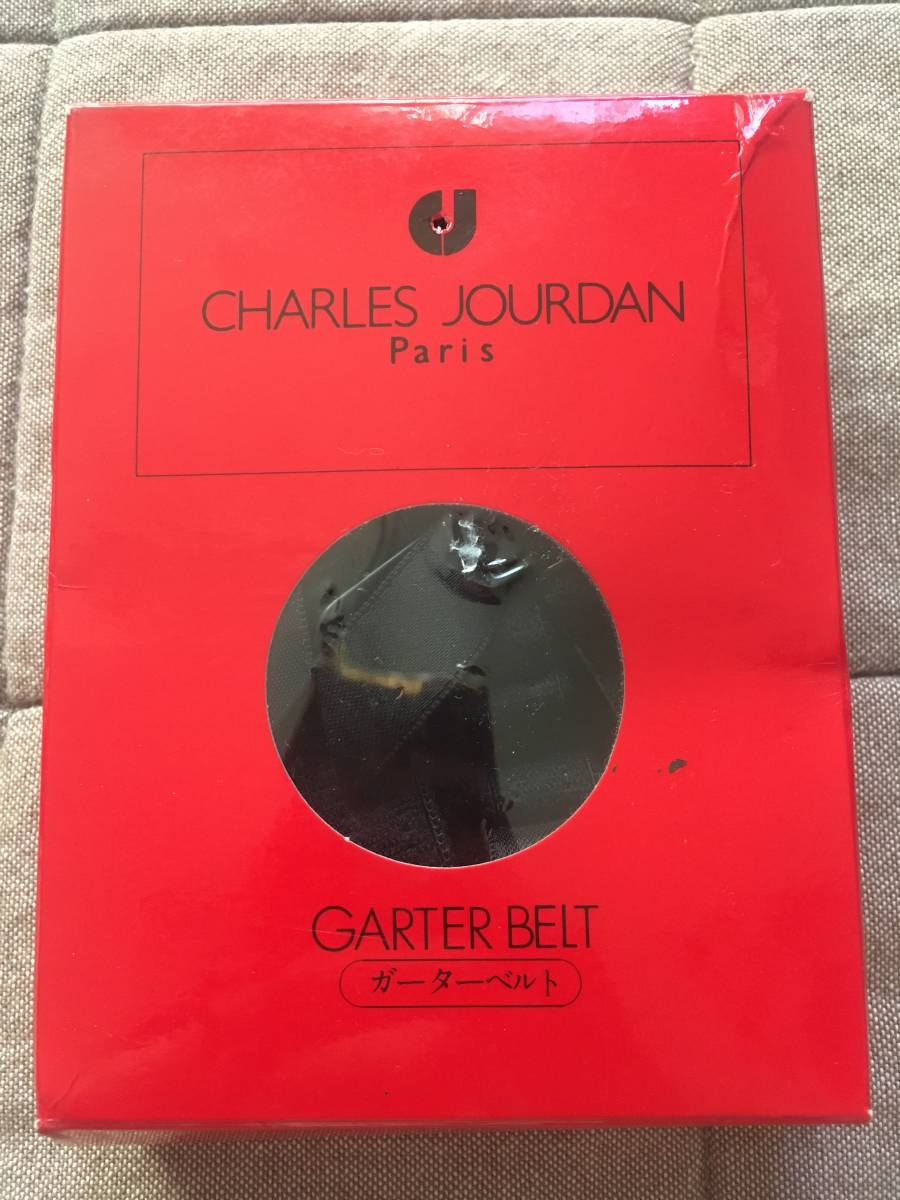 CHARLES JOURDAN
Paris
GARTER BELT
ガーターベルト